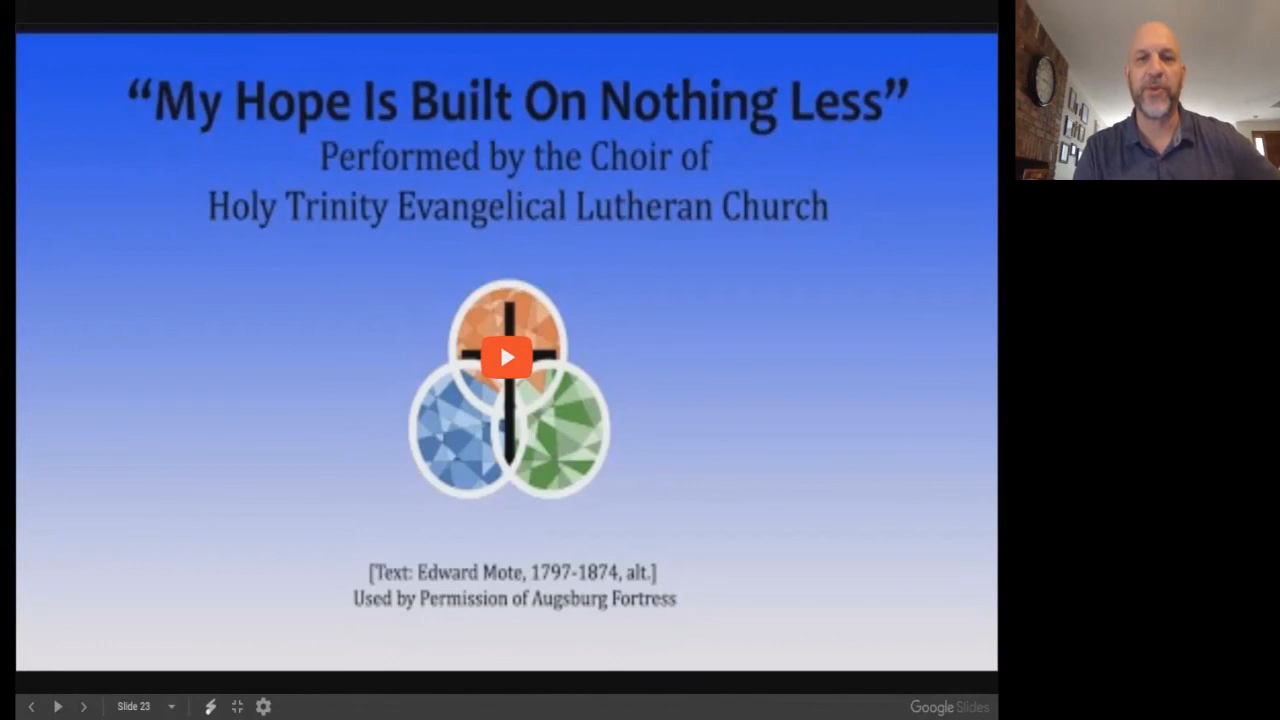 “My Hope Is Built On Nothing Less”
Performed by the Choir of
Holy Trinity Evangelical Lutheran Church
[Text: Edward Mote, 1797-1874, alt.]
Used by Permission of Augsburg Fortress
Slide 23
Google Slides